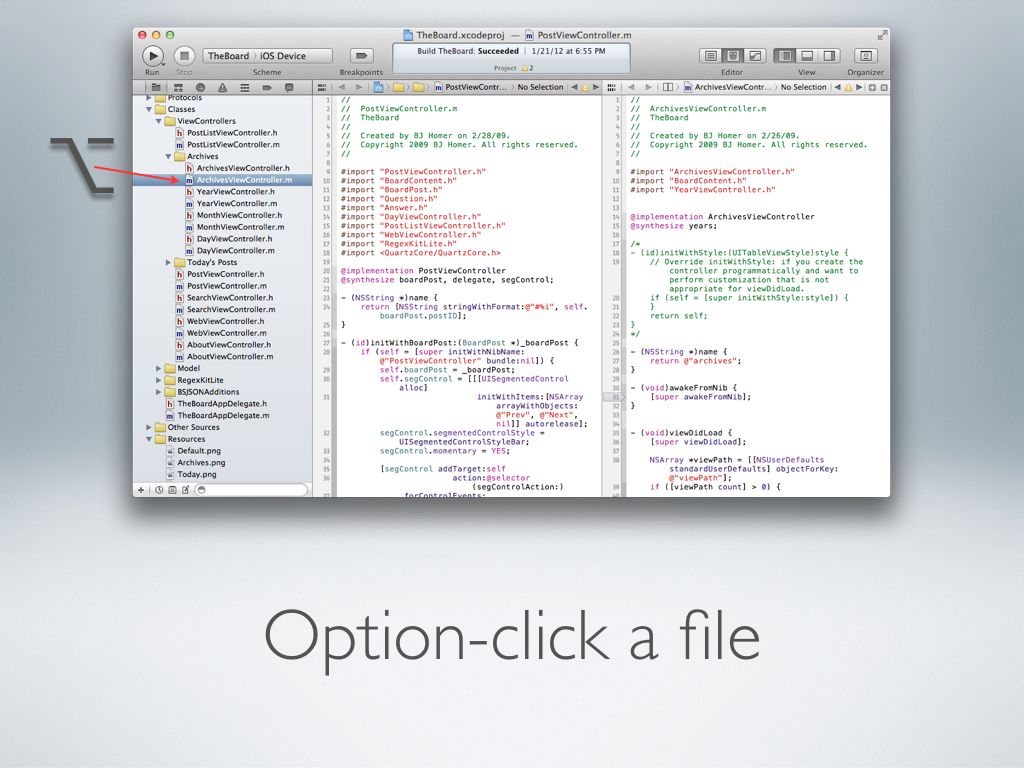 TheBoard.xcodeproj — PostViewController.m
Run
Stop
TheBoard
iOS Device
Scheme
Breakpoints
Build TheBoard: Succeeded | 1/21/12 at 6:55 PM
Project 2
Editor
View
Organizer
PostViewContr...
No Selection
ArchivesViewContr...
No Selection
⌥
Protocols
Classes
ViewControllers
PostListViewController.h
PostListViewController.m
Archives
ArchivesViewController.h
ArchivesViewController.m
YearViewController.h
YearViewController.m
MonthViewController.h
MonthViewController.m
DayViewController.h
DayViewController.m
Today's Posts
PostViewController.h
PostViewController.m
SearchViewController.h
SearchViewController.m
WebViewController.h
WebViewController.m
AboutViewController.h
AboutViewController.m
Model
RegexKitLite
BSJSONAdditions
TheBoardAppDelegate.h
TheBoardAppDelegate.m
Other Sources
Resources
Default.png
Archives.png
Today.png
1 //
2 // PostViewController.m
3 // TheBoard
4 //
5 // Created by BJ Homer on 2/28/09.
6 // Copyright 2009 BJ Homer. All rights reserved.
7 //
8
9 #import "PostViewController.h"
10 #import "BoardContent.h"
11 #import "BoardPost.h"
12 #import "Question.h"
13 #import "Answer.h"
14 #import "DayViewController.h"
15 #import "PostListViewController.h"
16 #import "WebViewController.h"
17 #import "RegexKitLite.h"
18 #import <QuartzCore/QuartzCore.h>
19
20 @implementation PostViewController
21 @synthesize boardPost, delegate, segControl;
22
23 - (NSString *)name {
24 return [NSString stringWithFormat:@"#%i", self.
boardPost.postID];
25 }
26
27 - (id)initWithBoardPost:(BoardPost *)_boardPost {
28 if (self = [super initWithNibName:
@"PostViewController" bundle:nil]) {
29 self.boardPost = _boardPost;
30 self.segControl = [[[UISegmentedControl
alloc]
31 initWithItems:[NSArray
arrayWithObjects:
@"Prev", @"Next",
nil]] autorelease];
32 segControl.segmentedControlStyle =
UISegmentedControlStyleBar;
33 segControl.momentary = YES;
34
35 [segControl addTarget:self
36 action:@selector
(segControlAction:)
37 forControlEvents:
1 //
2 // ArchivesViewController.m
3 // TheBoard
4 //
5 // Created by BJ Homer on 2/26/09.
6 // Copyright 2009 BJ Homer. All rights reserved.
7 //
8
9 #import "ArchivesViewController.h"
10 #import "BoardContent.h"
11 #import "YearViewController.h"
12
13
14 @implementation ArchivesViewController
15 @synthesize years;
16
17 /*
18 - (id)initWithStyle:(UITableViewStyle)style {
19 // Override initWithStyle: if you create the
controller programmatically and want to
perform customization that is not
appropriate for viewDidLoad.
20 if (self = [super initWithStyle:style]) {
21 }
22 return self;
23 }
24 */
25
26 - (NSString *)name {
27 return @"archives";
28 }
29
30 - (void)awakeFromNib {
31 [super awakeFromNib];
32 }
33
34
35 - (void)viewDidLoad {
36 [super viewDidLoad];
37
38 NSArray *viewPath = [[NSUserDefaults
standardUserDefaults] objectForKey:
@"viewPath"];
39 if ([viewPath count] > 0) {
Option-click a file